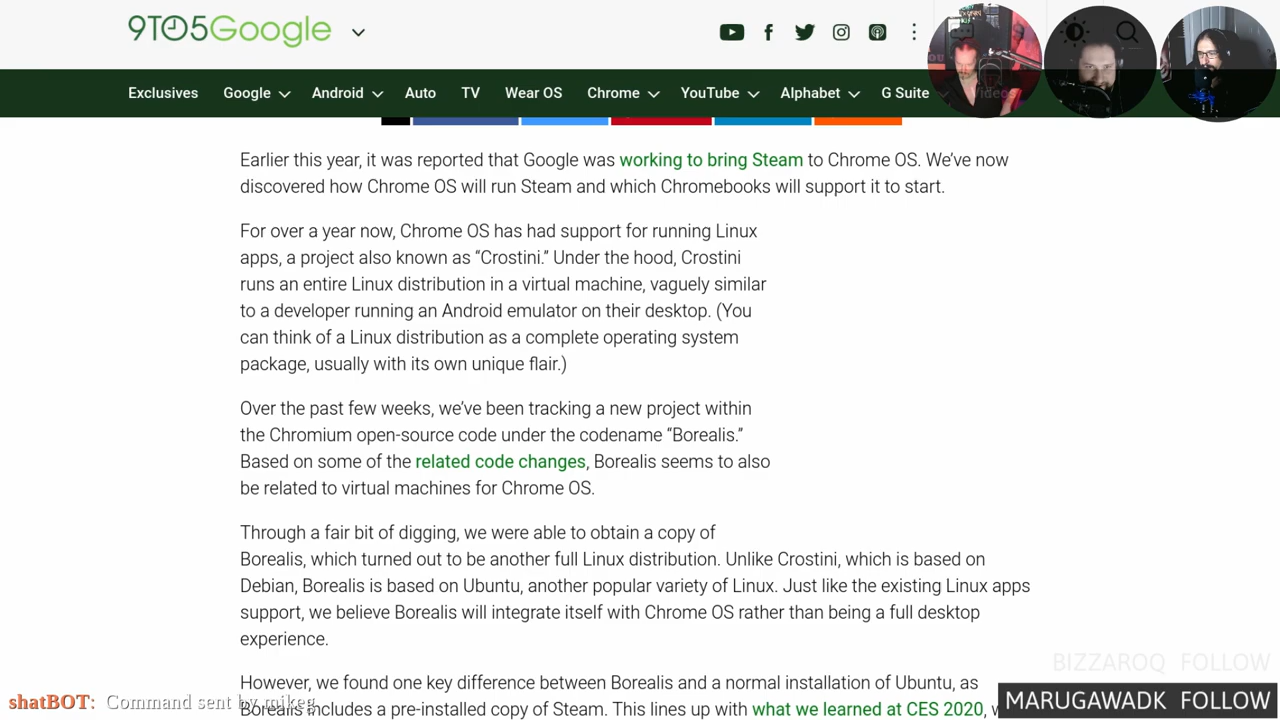 9TO5Google
Exclusives Google Android Auto TV Wear OS Chrome YouTube Alphabet G Suite Videos
Earlier this year, it was reported that Google was working to bring Steam to Chrome OS. We’ve now
discovered how Chrome OS will run Steam and which Chromebooks will support it to start.
For over a year now, Chrome OS has had support for running Linux
apps, a project also known as “Crostini.” Under the hood, Crostini
runs an entire Linux distribution in a virtual machine, vaguely similar
to a developer running an Android emulator on their desktop. (You
can think of a Linux distribution as a complete operating system
package, usually with its own unique flair.)
Over the past few weeks, we’ve been tracking a new project within
the Chromium open-source code under the codename “Borealis.”
Based on some of the related code changes, Borealis seems to also
be related to virtual machines for Chrome OS.
Through a fair bit of digging, we were able to obtain a copy of
Borealis, which turned out to be another full Linux distribution. Unlike Crostini, which is based on
Debian, Borealis is based on Ubuntu, another popular variety of Linux. Just like the existing Linux apps
support, we believe Borealis will integrate itself with Chrome OS rather than being a full desktop
experience.
However, we found one key difference between Borealis and a normal installation of Ubuntu, as
Borealis includes a pre-installed copy of Steam. This lines up with what we learned at CES 2020,
BIZZAROQ FOLLOW
shatBOT: Command sent by mikeg
MARUGAWADK FOLLOW